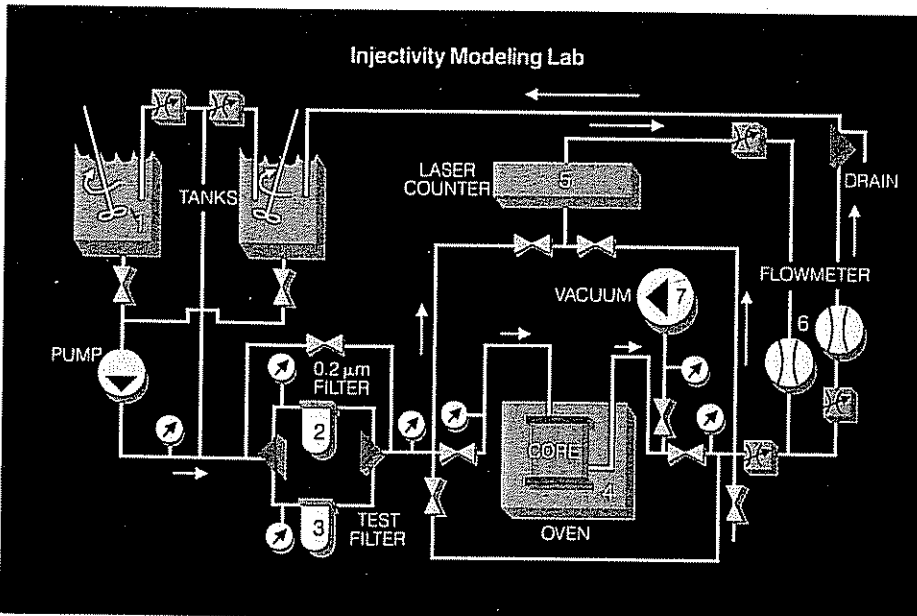 Injectivity Modeling Lab
TANKS
1
LASER
COUNTER
5
DRAIN
VACUUM
7
FLOWMETER
6
PUMP
0.2 µm
FILTER
2
CORE
4
3
TEST
FILTER
OVEN